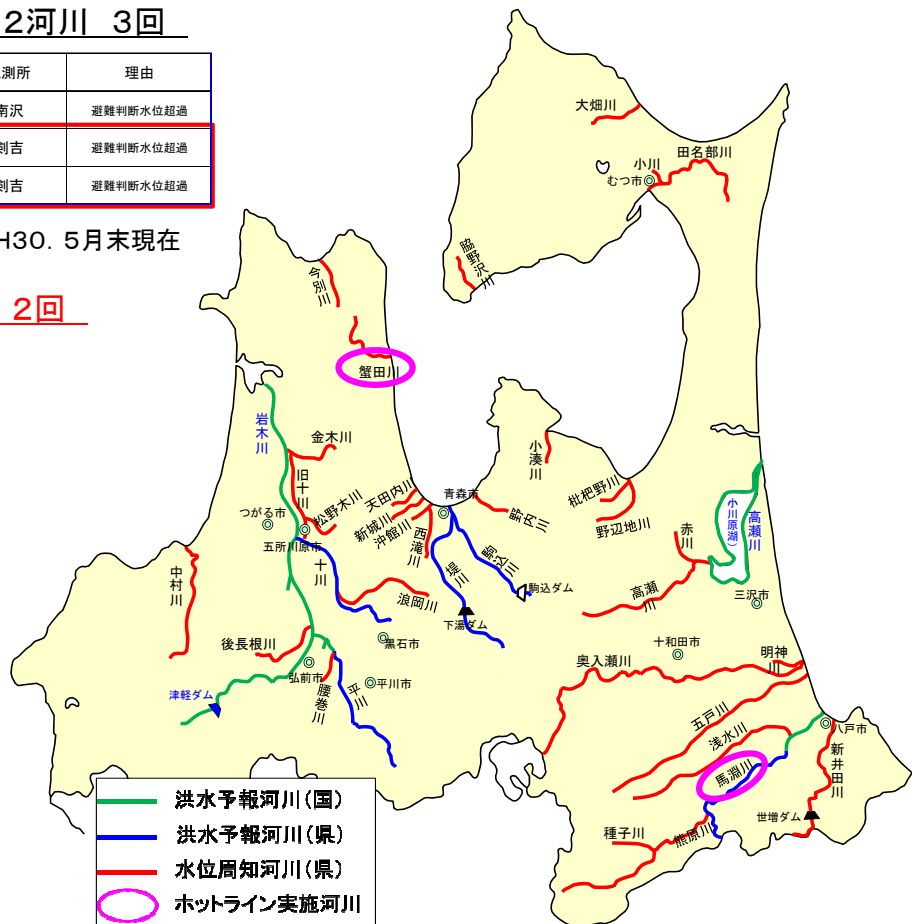 2河川 3回
測所
理由
南沢
避難判断水位超過
剣吉
避難判断水位超過
剣吉
避難判断水位超過
H30．5月末現在
2回
大畑川
小川
田名部川
むつ市
脇野沢川
今別川
蟹田川
岩木川
金木川
旧十川
松野木川
つがる市
五所川原市
十川
天田内川
新城川
沖館川
西滝川
青森市
野内川
小湊川
枇杷野川
野辺地川
赤川
小川原湖）
高瀬川
高瀬川
三沢市
堤川
駒込川
駒込ダム
下湯ダム
浪岡川
黒石市
中村川
後長根川
弘前市
腰巻川
平川
平川市
津軽ダム
十和田市
奥入瀬川
明神川
五戸川
浅水川
八戸市
馬淵川
新井田川
世増ダム
種子川
熊原川
洪水予報河川（国）
洪水予報河川（県）
水位周知河川（県）
ホットライン実施河川